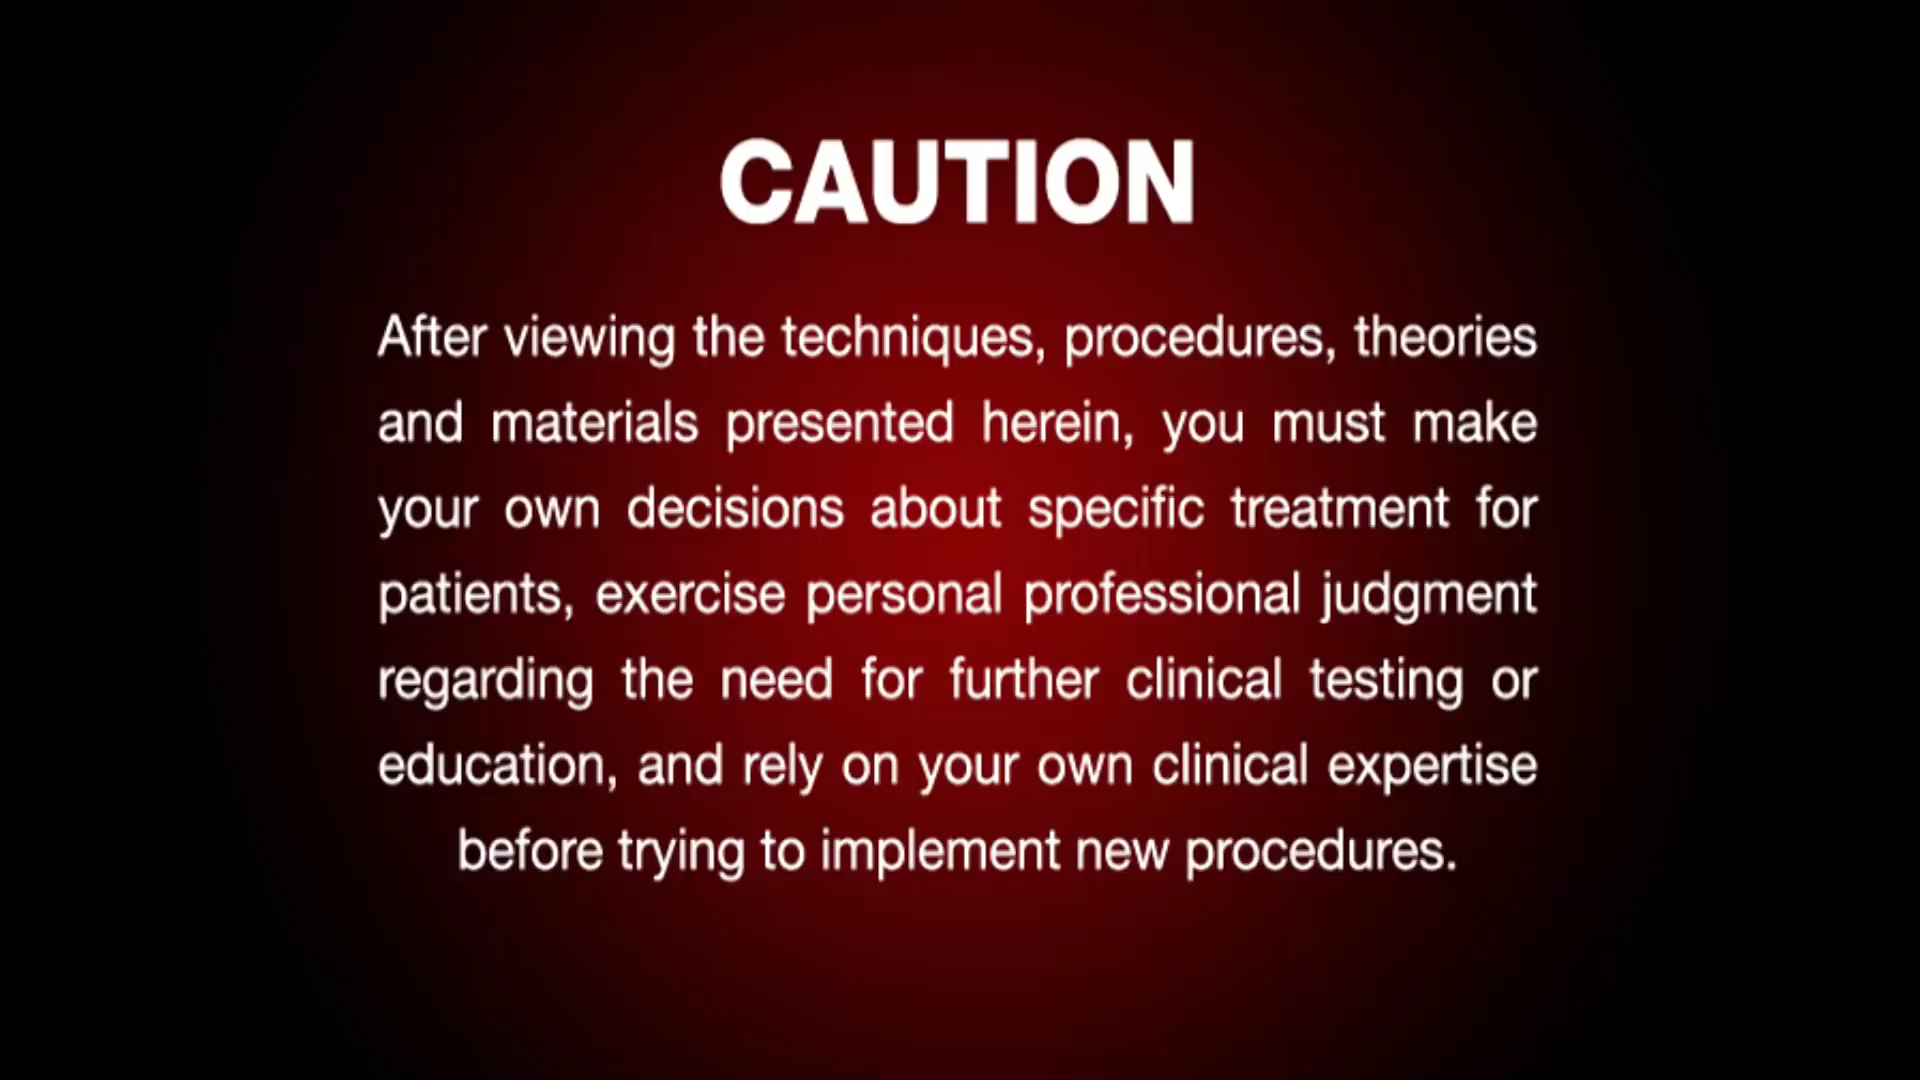 CAUTION
After viewing the techniques, procedures, theories
and materials presented herein, you must make
your own decisions about specific treatment for
patients, exercise personal professional judgment
regarding the need for further clinical testing or
education, and rely on your own clinical expertise
before trying to implement new procedures.